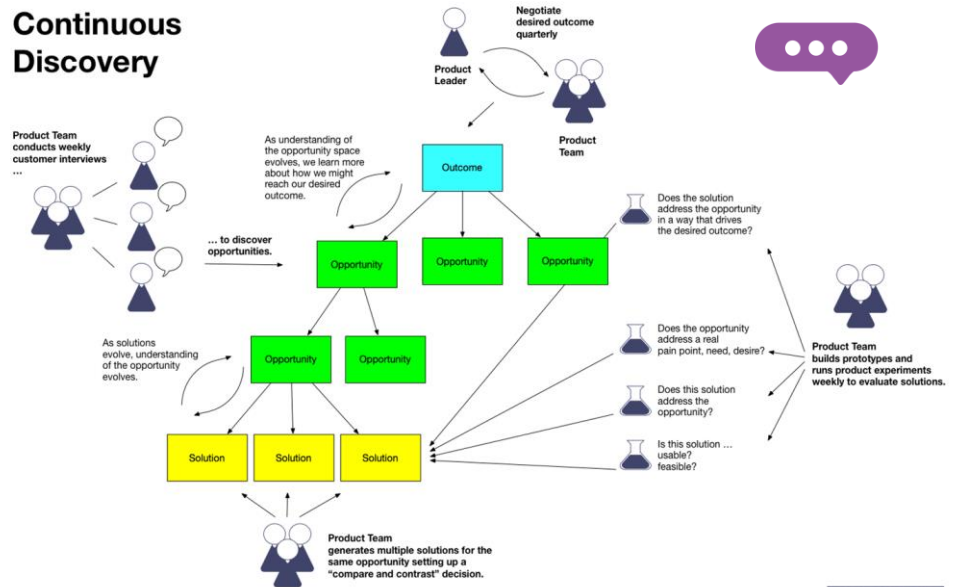 Continuous
Discovery
Negotiate
desired outcome
quarterly
Product
Leader
Product
Team
Product Team
conducts weekly
customer interviews
...
As understanding of
the opportunity space
evolves, we learn more
about how we might
reach our desired
outcome.
Outcome
... to discover
opportunities.
Opportunity
Opportunity
Opportunity
Does the solution
address the opportunity
in a way that drives
the desired outcome?
As solutions
evolve, understanding
of the opportunity
evolves.
Opportunity
Opportunity
Does the opportunity
address a real
pain point, need, desire?
Product Team
builds prototypes and
runs product experiments
weekly to evaluate solutions.
Does this solution
address the
opportunity?
Solution
Solution
Solution
Is this solution ...
usable?
feasible?
Product Team
generates multiple solutions for the
same opportunity setting up a
“compare and contrast” decision.